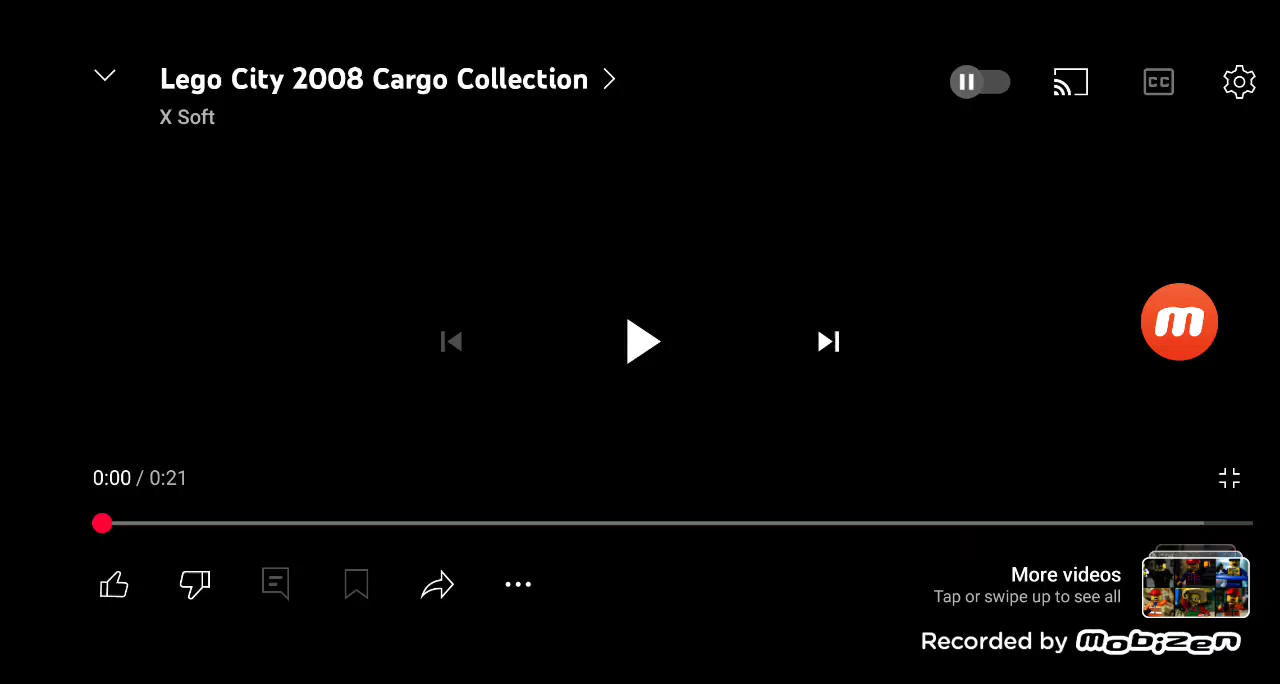 Lego City 2008 Cargo Collection
X Soft
CC
m
0:00 / 0:21
More videos
Tap or swipe up to see all
Recorded by mobizen